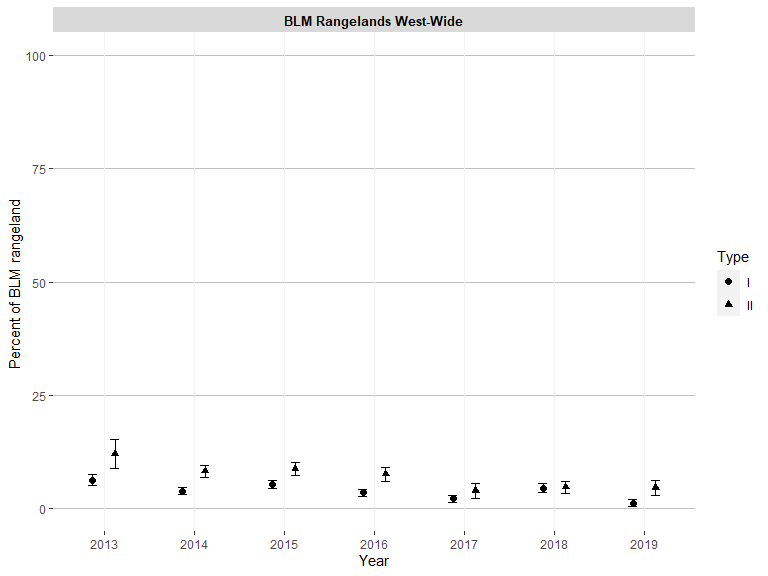 BLM Rangelands West-Wide
100
75
50
25
0
Percent of BLM rangeland
2013 2014 2015 2016 2017 2018 2019
Year
Type
I
II